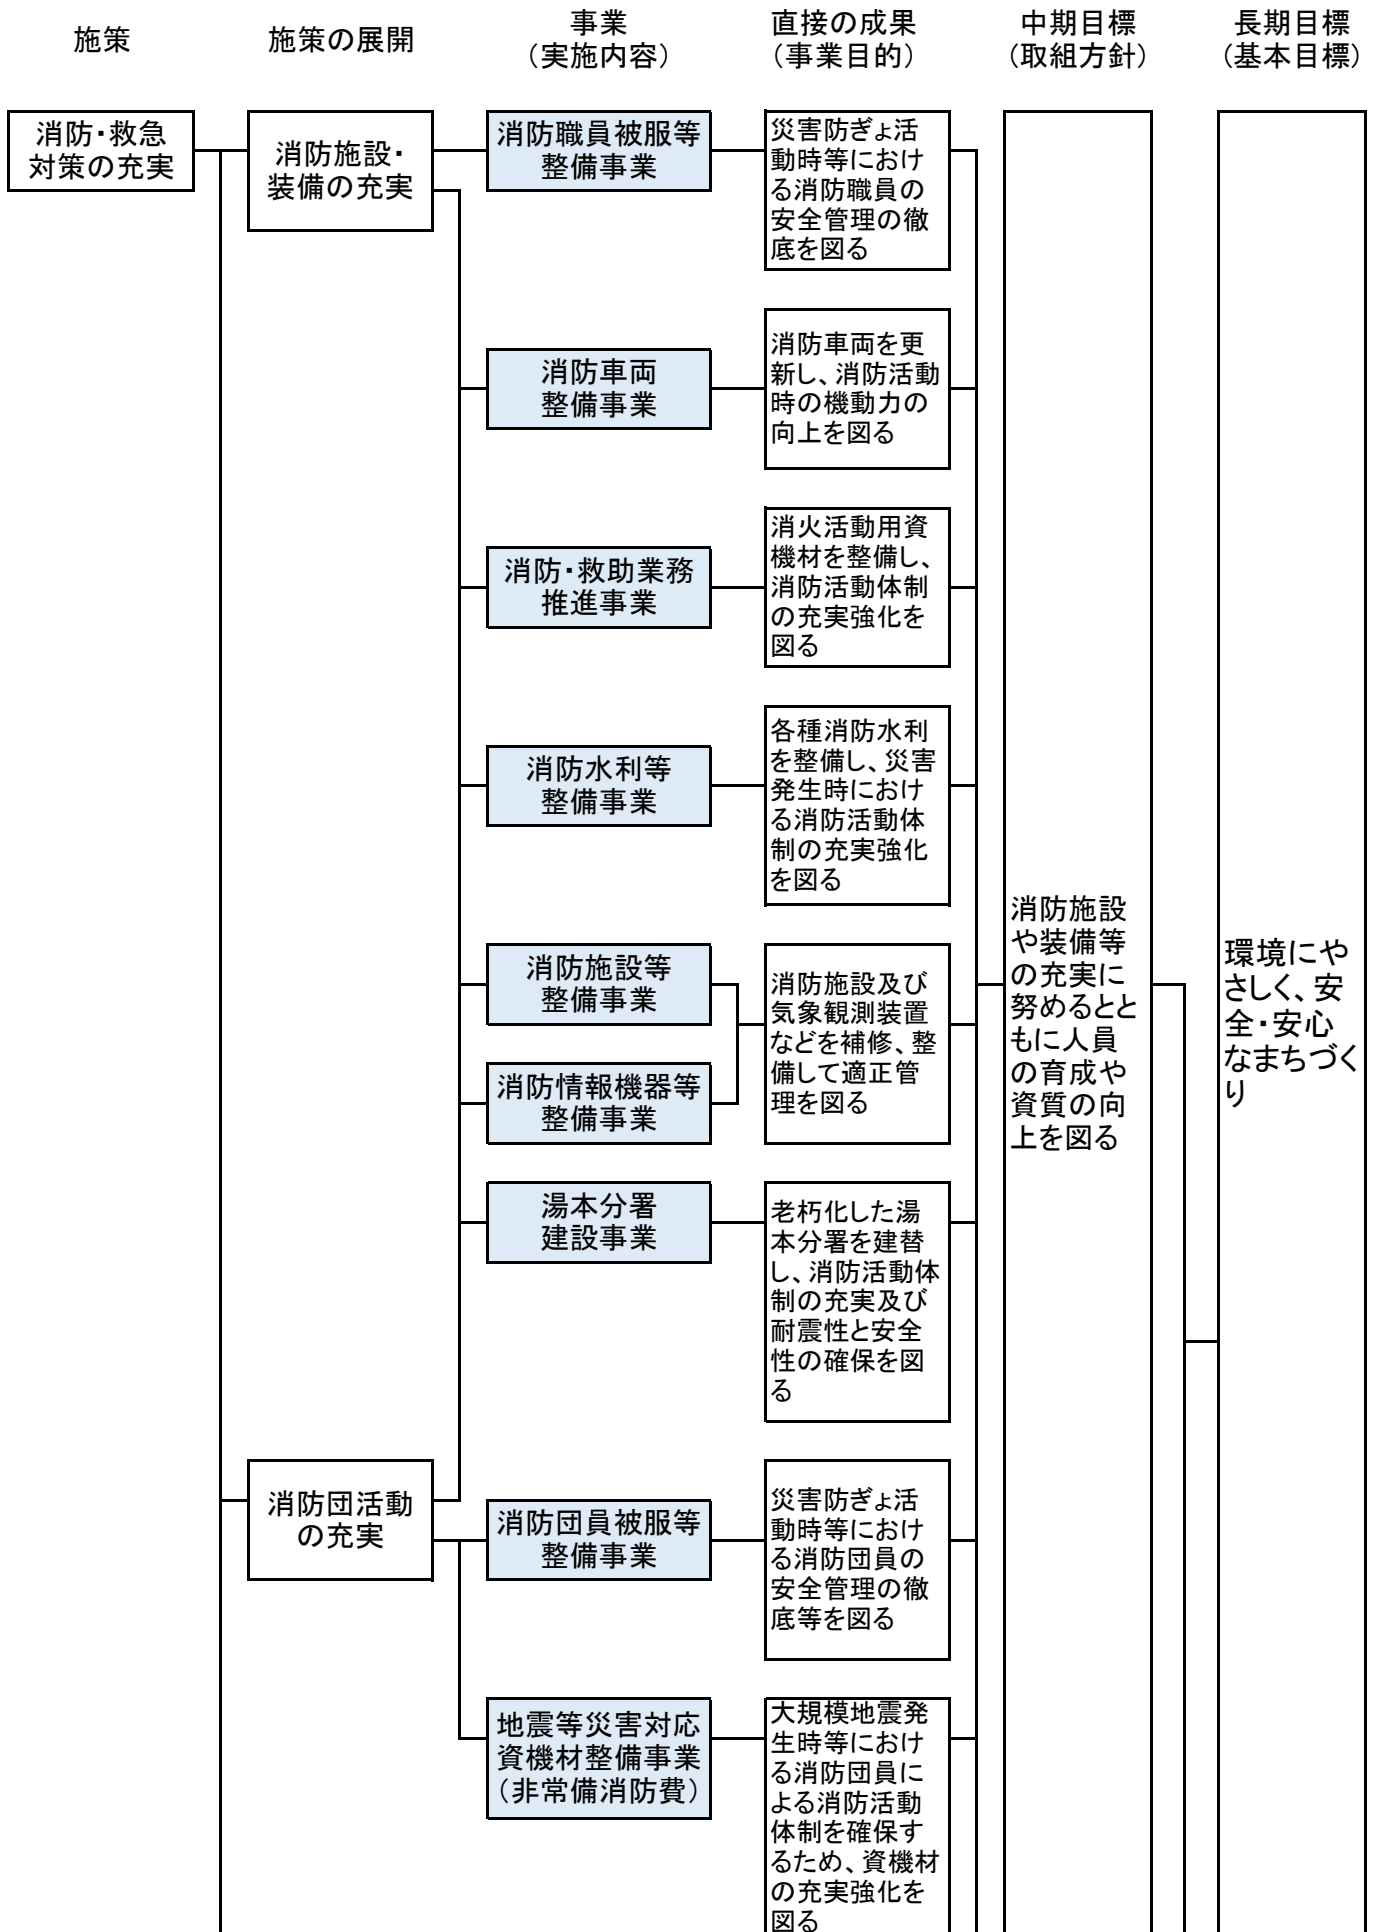 施策
施策の展開
事業
（実施内容）
直接の成果
（事業目的）
中期目標
（取組方針）
長期目標
（基本目標）
消防・救急
対策の充実
消防施設・
装備の充実
消防職員被服等
整備事業
災害防ぎょ活
動時等におけ
る消防職員の
安全管理の徹
底を図る
消防車両
整備事業
消防車両を更
新し、消防活動
時の機動力の
向上を図る
消防・救助業務
推進事業
消火活動用資
機材を整備し、
消防活動体制
の充実強化を
図る
消防水利等
整備事業
各種消防水利
を整備し、災害
発生時におけ
る消防活動体
制の充実強化
を図る
消防施設等
整備事業
消防情報機器等
整備事業
消防施設及び
気象観測装置
などを補修、整
備して適正管
理を図る
湯本分署
建設事業
老朽化した湯
本分署を建替
し、消防活動体
制の充実及び
耐震性と安全
性の確保を図
る
消防団活動
の充実
消防団員被服等
整備事業
災害防ぎょ活
動時等におけ
る消防団員の
安全管理の徹
底等を図る
地震等災害対応
資機材整備事業
（非常備消防費）
大規模地震発
生時等におけ
る消防団員に
よる消防活動
体制を確保す
るため、資機材
の充実強化を
図る
消防施設
や装備等
の充実に
努めるとと
もに人員
の育成や
資質の向
上を図る
環境にや
さしく、安
全・安心
なまちづく
り